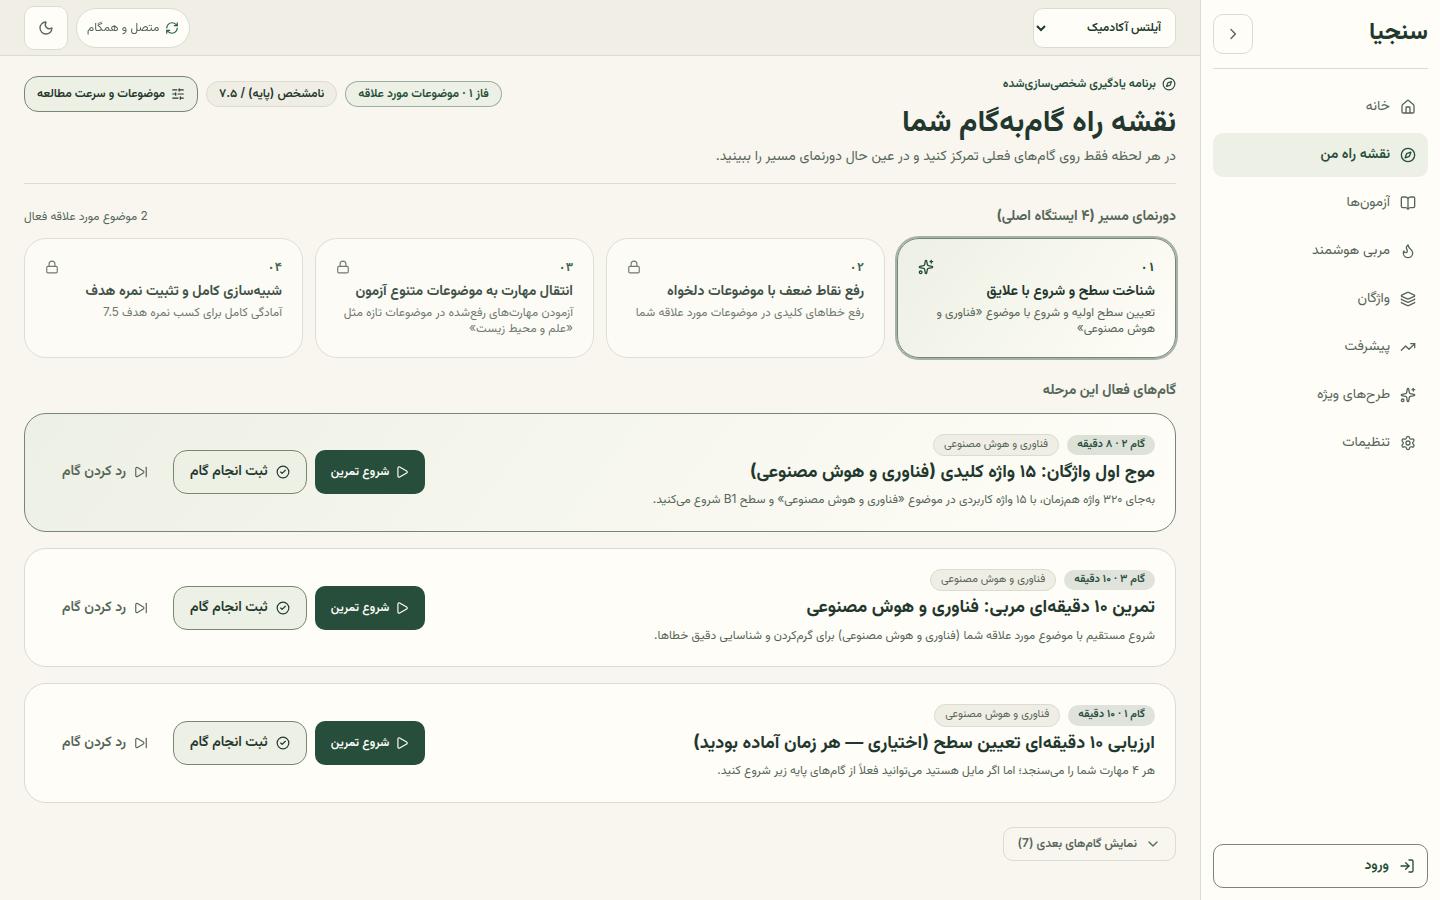 سنجیا
خانه
نقشه راه من
آزمون‌ها
مربی هوشمند
واژگان
پیشرفت
طرح‌های ویژه
تنظیمات
ورود
آیلتس آکادمیک
متصل و همگام
برنامه یادگیری شخصی‌سازی‌شده
نقشه راه گام‌به‌گام شما
در هر لحظه فقط روی گام‌های فعلی تمرکز کنید و در عین حال دورنمای مسیر را ببینید.
فاز ۱ · موضوعات مورد علاقه
نامشخص (پایه) / ۷.۵
موضوعات و سرعت مطالعه
دورنمای مسیر (۴ ایستگاه اصلی)
2 موضوع مورد علاقه فعال
۰۱
شناخت سطح و شروع با علایق
تعیین سطح اولیه و شروع با موضوع «فناوری و
هوش مصنوعی»
۰۲
رفع نقاط ضعف با موضوعات دلخواه
رفع خطاهای کلیدی در موضوعات مورد علاقه شما
۰۳
انتقال مهارت به موضوعات متنوع آزمون
آزمودن مهارت‌های رفع‌شده در موضوعات تازه مثل
«علم و محیط زیست»
۰۴
شبیه‌سازی کامل و تثبیت نمره هدف
آمادگی کامل برای کسب نمره هدف 7.5
گام‌های فعال این مرحله
گام ۲ · ۸ دقیقه
فناوری و هوش مصنوعی
موج اول واژگان: ۱۵ واژه کلیدی (فناوری و هوش مصنوعی)
به‌جای ۳۲۰ واژه هم‌زمان، با ۱۵ واژه کاربردی در موضوع «فناوری و هوش مصنوعی» و سطح B1 شروع می‌کنید.
شروع تمرین
ثبت انجام گام
رد کردن گام
گام ۳ · ۱۰ دقیقه
فناوری و هوش مصنوعی
تمرین ۱۰ دقیقه‌ای مربی: فناوری و هوش مصنوعی
شروع مستقیم با موضوع مورد علاقه شما (فناوری و هوش مصنوعی) برای گرم‌کردن و شناسایی دقیق خطاها.
شروع تمرین
ثبت انجام گام
رد کردن گام
گام ۱ · ۱۰ دقیقه
فناوری و هوش مصنوعی
ارزیابی ۱۰ دقیقه‌ای تعیین سطح (اختیاری — هر زمان آماده بودید)
هر ۴ مهارت شما را می‌سنجد؛ اما اگر مایل هستید می‌توانید فعلاً از گام‌های پایه زیر شروع کنید.
شروع تمرین
ثبت انجام گام
رد کردن گام
نمایش گام‌های بعدی (7)